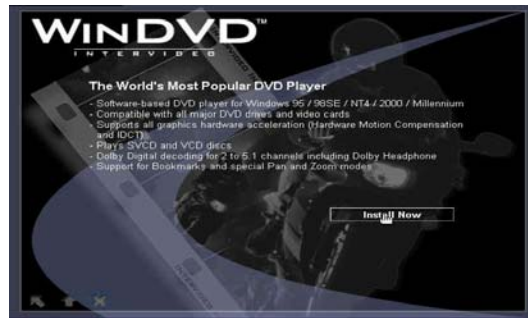 WINDVD™
INTERVIDEO
The World's Most Popular DVD Player
- Software-based DVD player for Windows 95 / 98SE / NT4 / 2000 / Millennium
- Compatible with all major DVD drives and video cards
- Supports all graphics hardware acceleration (Hardware Motion Compensation
and IDCT)
- Plays SVCD and VCD discs
- Dolby Digital decoding for 2 to 5.1 channels including Dolby Headphone
- Support for Bookmarks and special Pan and Zoom modes
Install Now